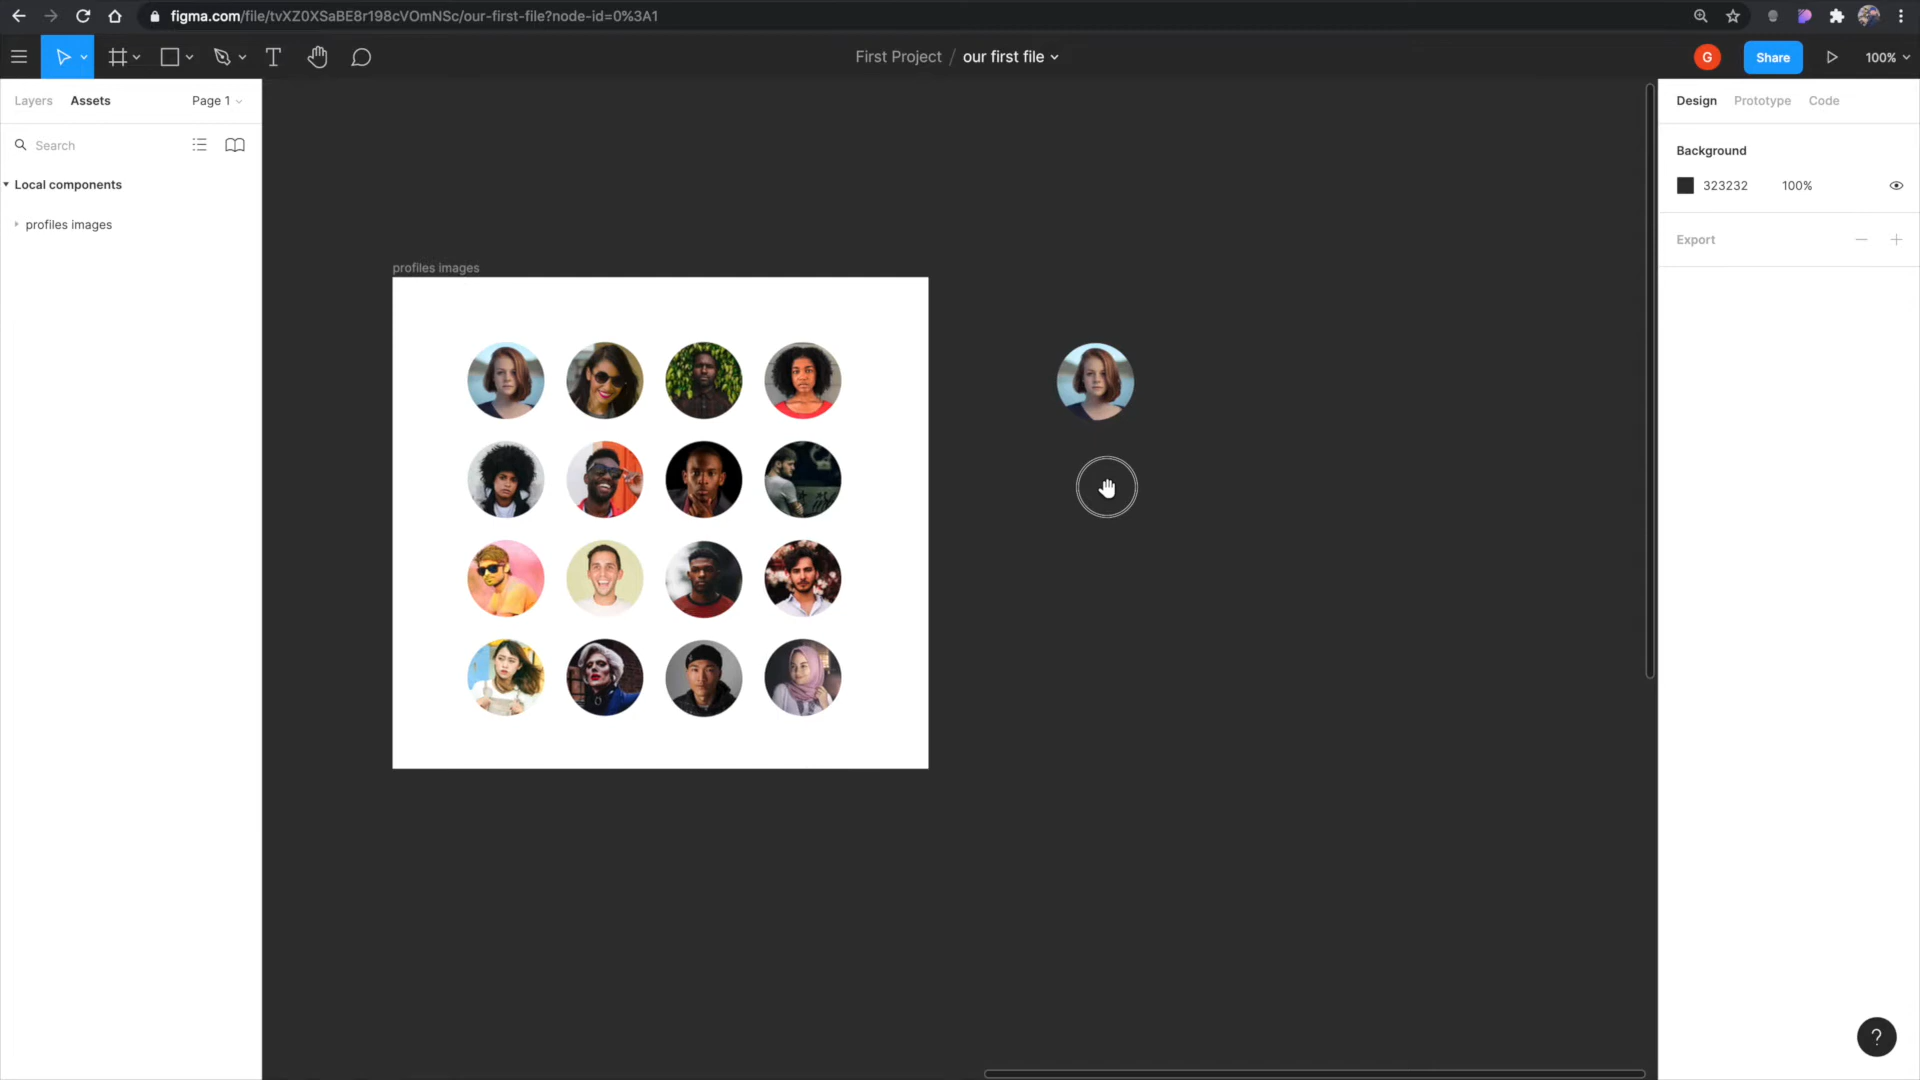 figma.com/file/tvXZ0XSaBE8r198cVOmNSc/our-first-file?node-id=0%3A1
First Project / our first file
G
Share
100%
Layers
Assets
Page 1
Search
Local components
profiles images
profiles images
Design
Prototype
Code
Background
323232
100%
Export
?